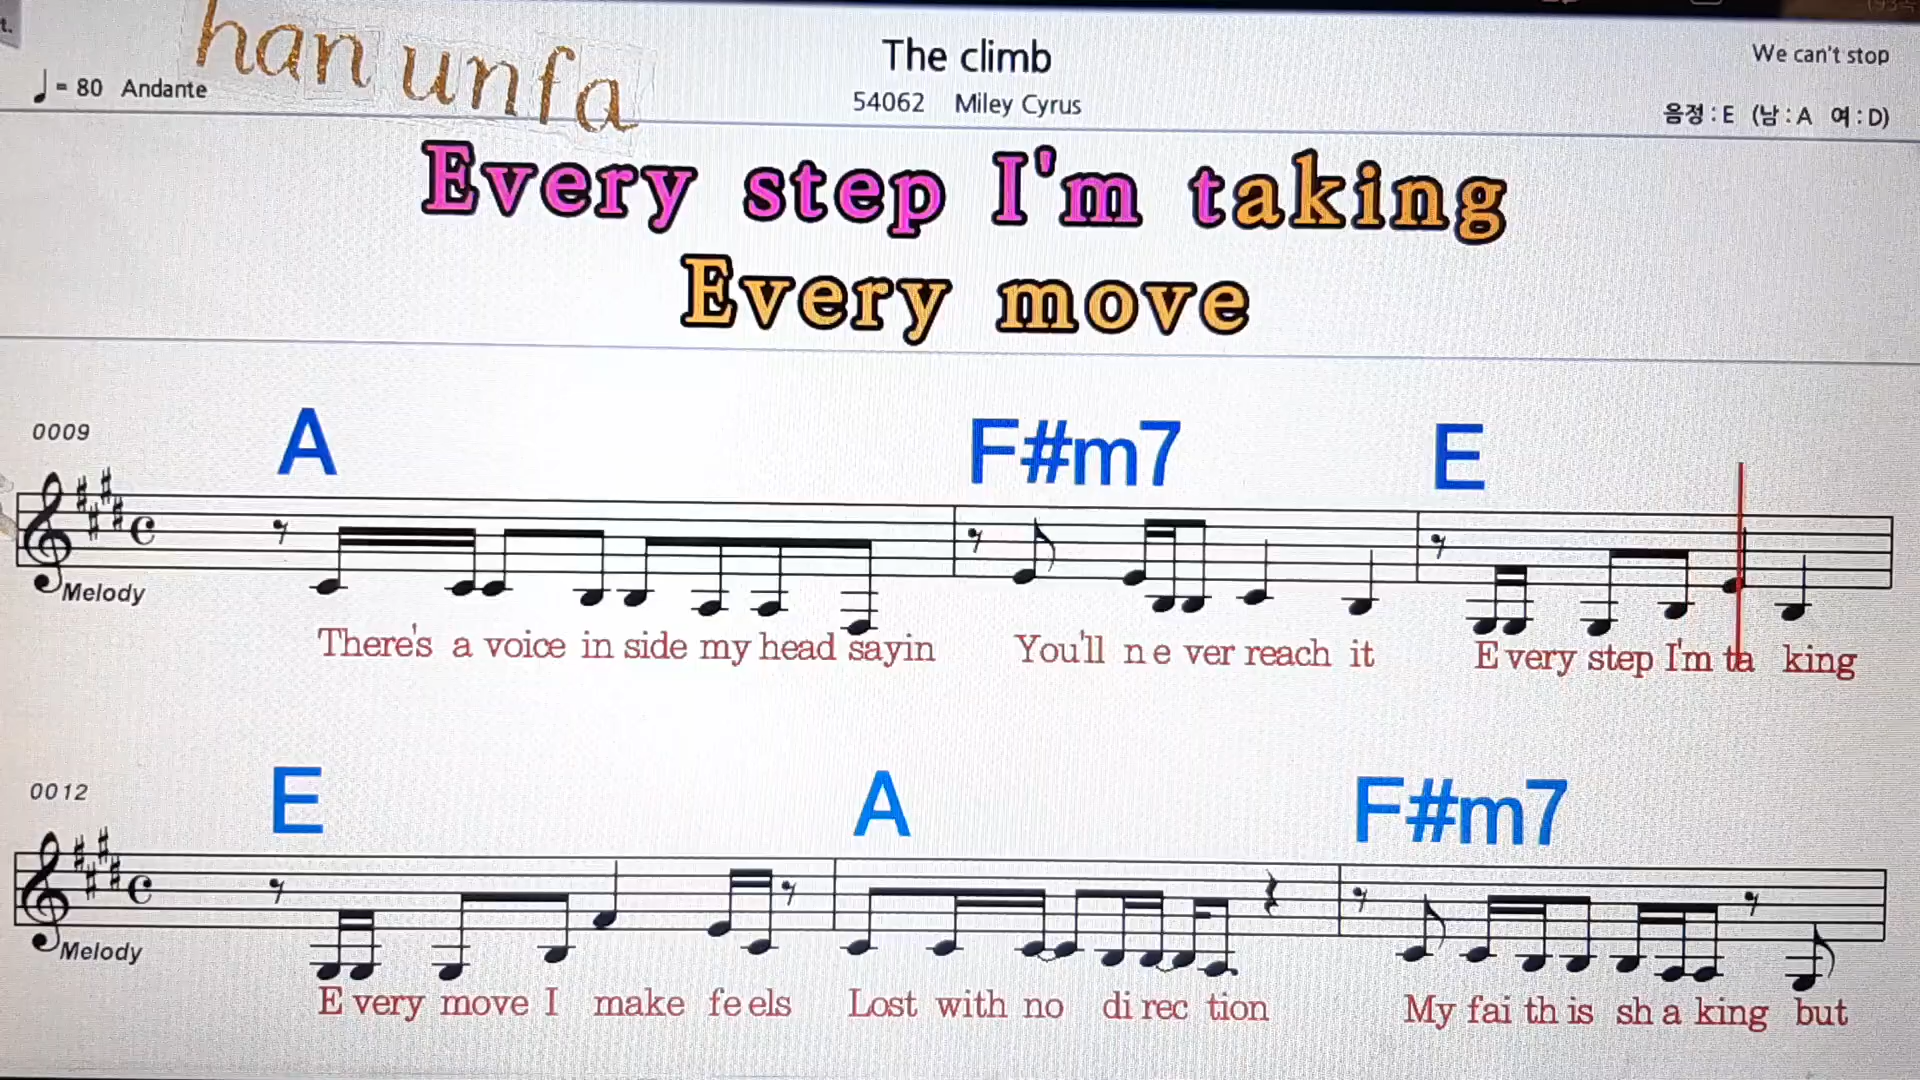 han unfa
The climb
We can't stop
♩= 80 Andante
54062 Miley Cyrus
음정 : E (남 : A 여 : D)
Every step I'm taking
Every move
0009
A F#m7 E
Melody
There's a voice in side my head sayin You'll n e ver reach it E very step I'm ta king
0012
E A F#m7
Melody
E very move I make fe els Lost with no di rec tion My fai th is sh a king but